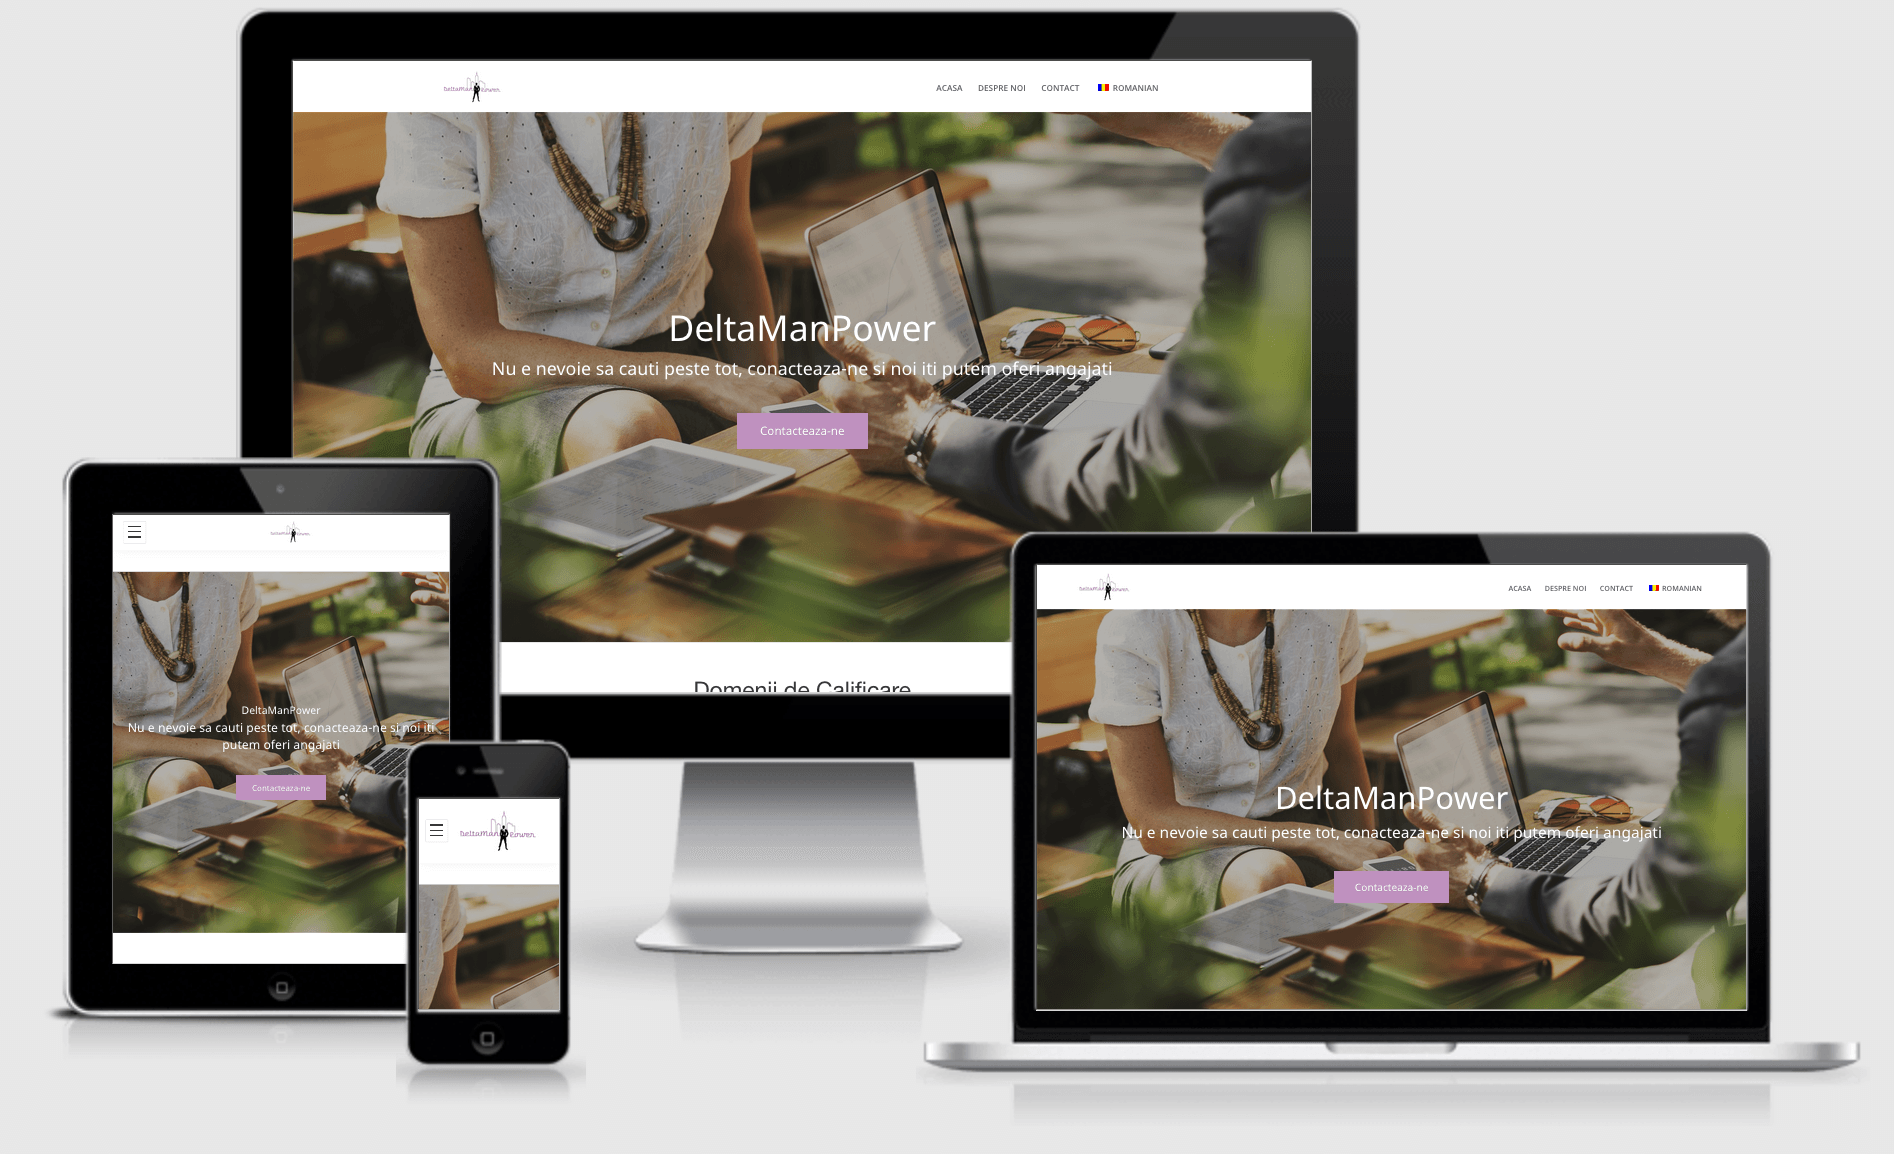 DeltaMan Power
ACASA DESPRE NOI CONTACT ROMANIAN
DeltaManPower
Nu e nevoie sa cauti peste tot, conacteaza-ne si noi iti putem oferi angajati
Contacteaza-ne
Domenii de Calificare
DeltaManPower
Nu e nevoie sa cauti peste tot, conacteaza-ne si noi iti
putem oferi angajati
Contacteaza-ne
DeltaMan Power
DeltaMan Power
ACASA DESPRE NOI CONTACT ROMANIAN
DeltaManPower
Nu e nevoie sa cauti peste tot, conacteaza-ne si noi iti putem oferi angajati
Contacteaza-ne